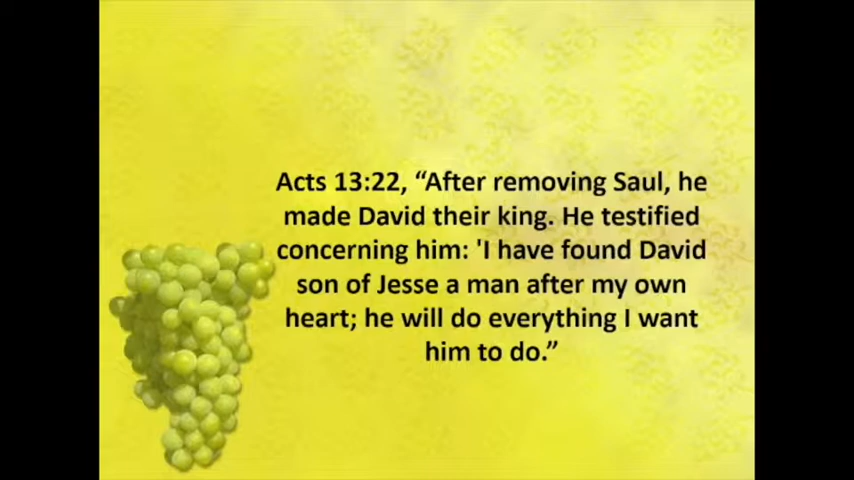 Acts 13:22, “After removing Saul, he
made David their king. He testified
concerning him: 'I have found David
son of Jesse a man after my own
heart; he will do everything I want
him to do.”